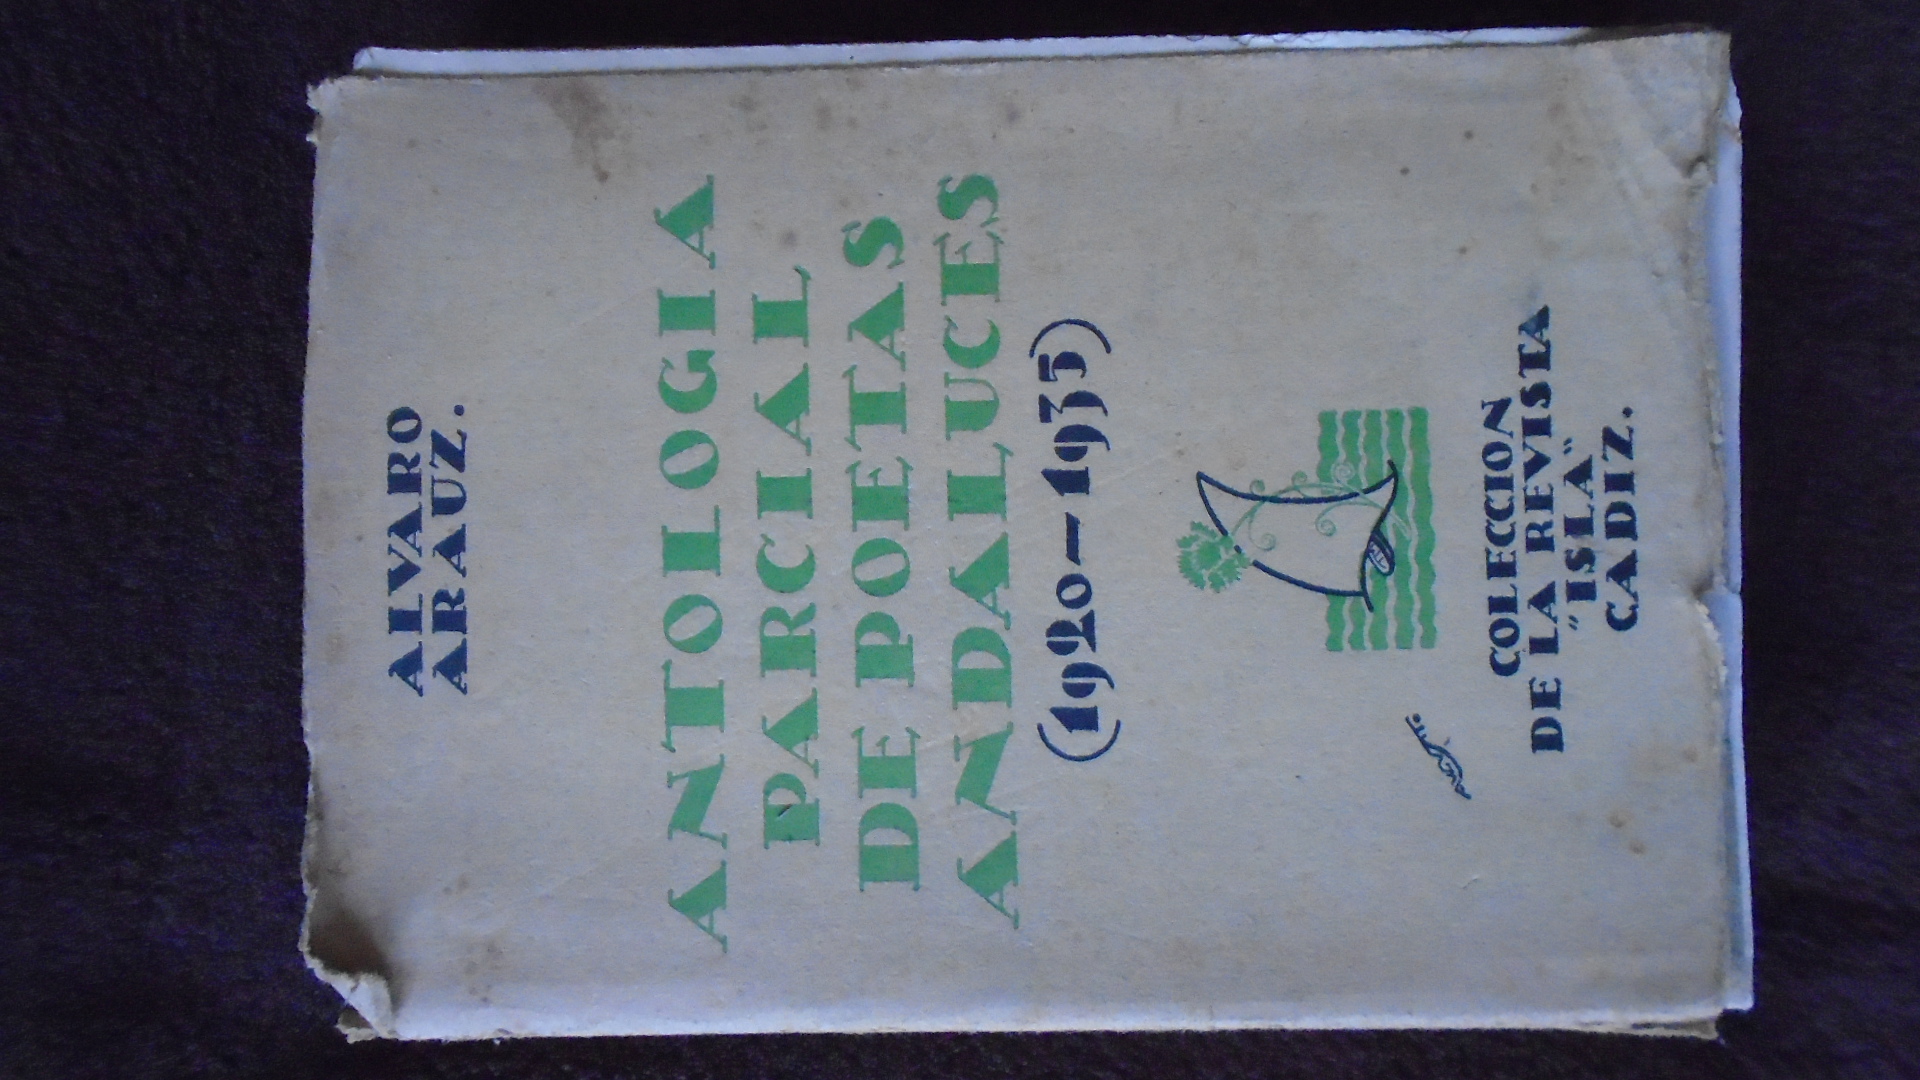 ALVARO
ARAUZ.
ANTOLOGIA
PARCIAL
DE POETAS
ANDALUCES
(1920—1935)
COLECCION
DE LA REVISTA
"ISLA"
CADIZ.